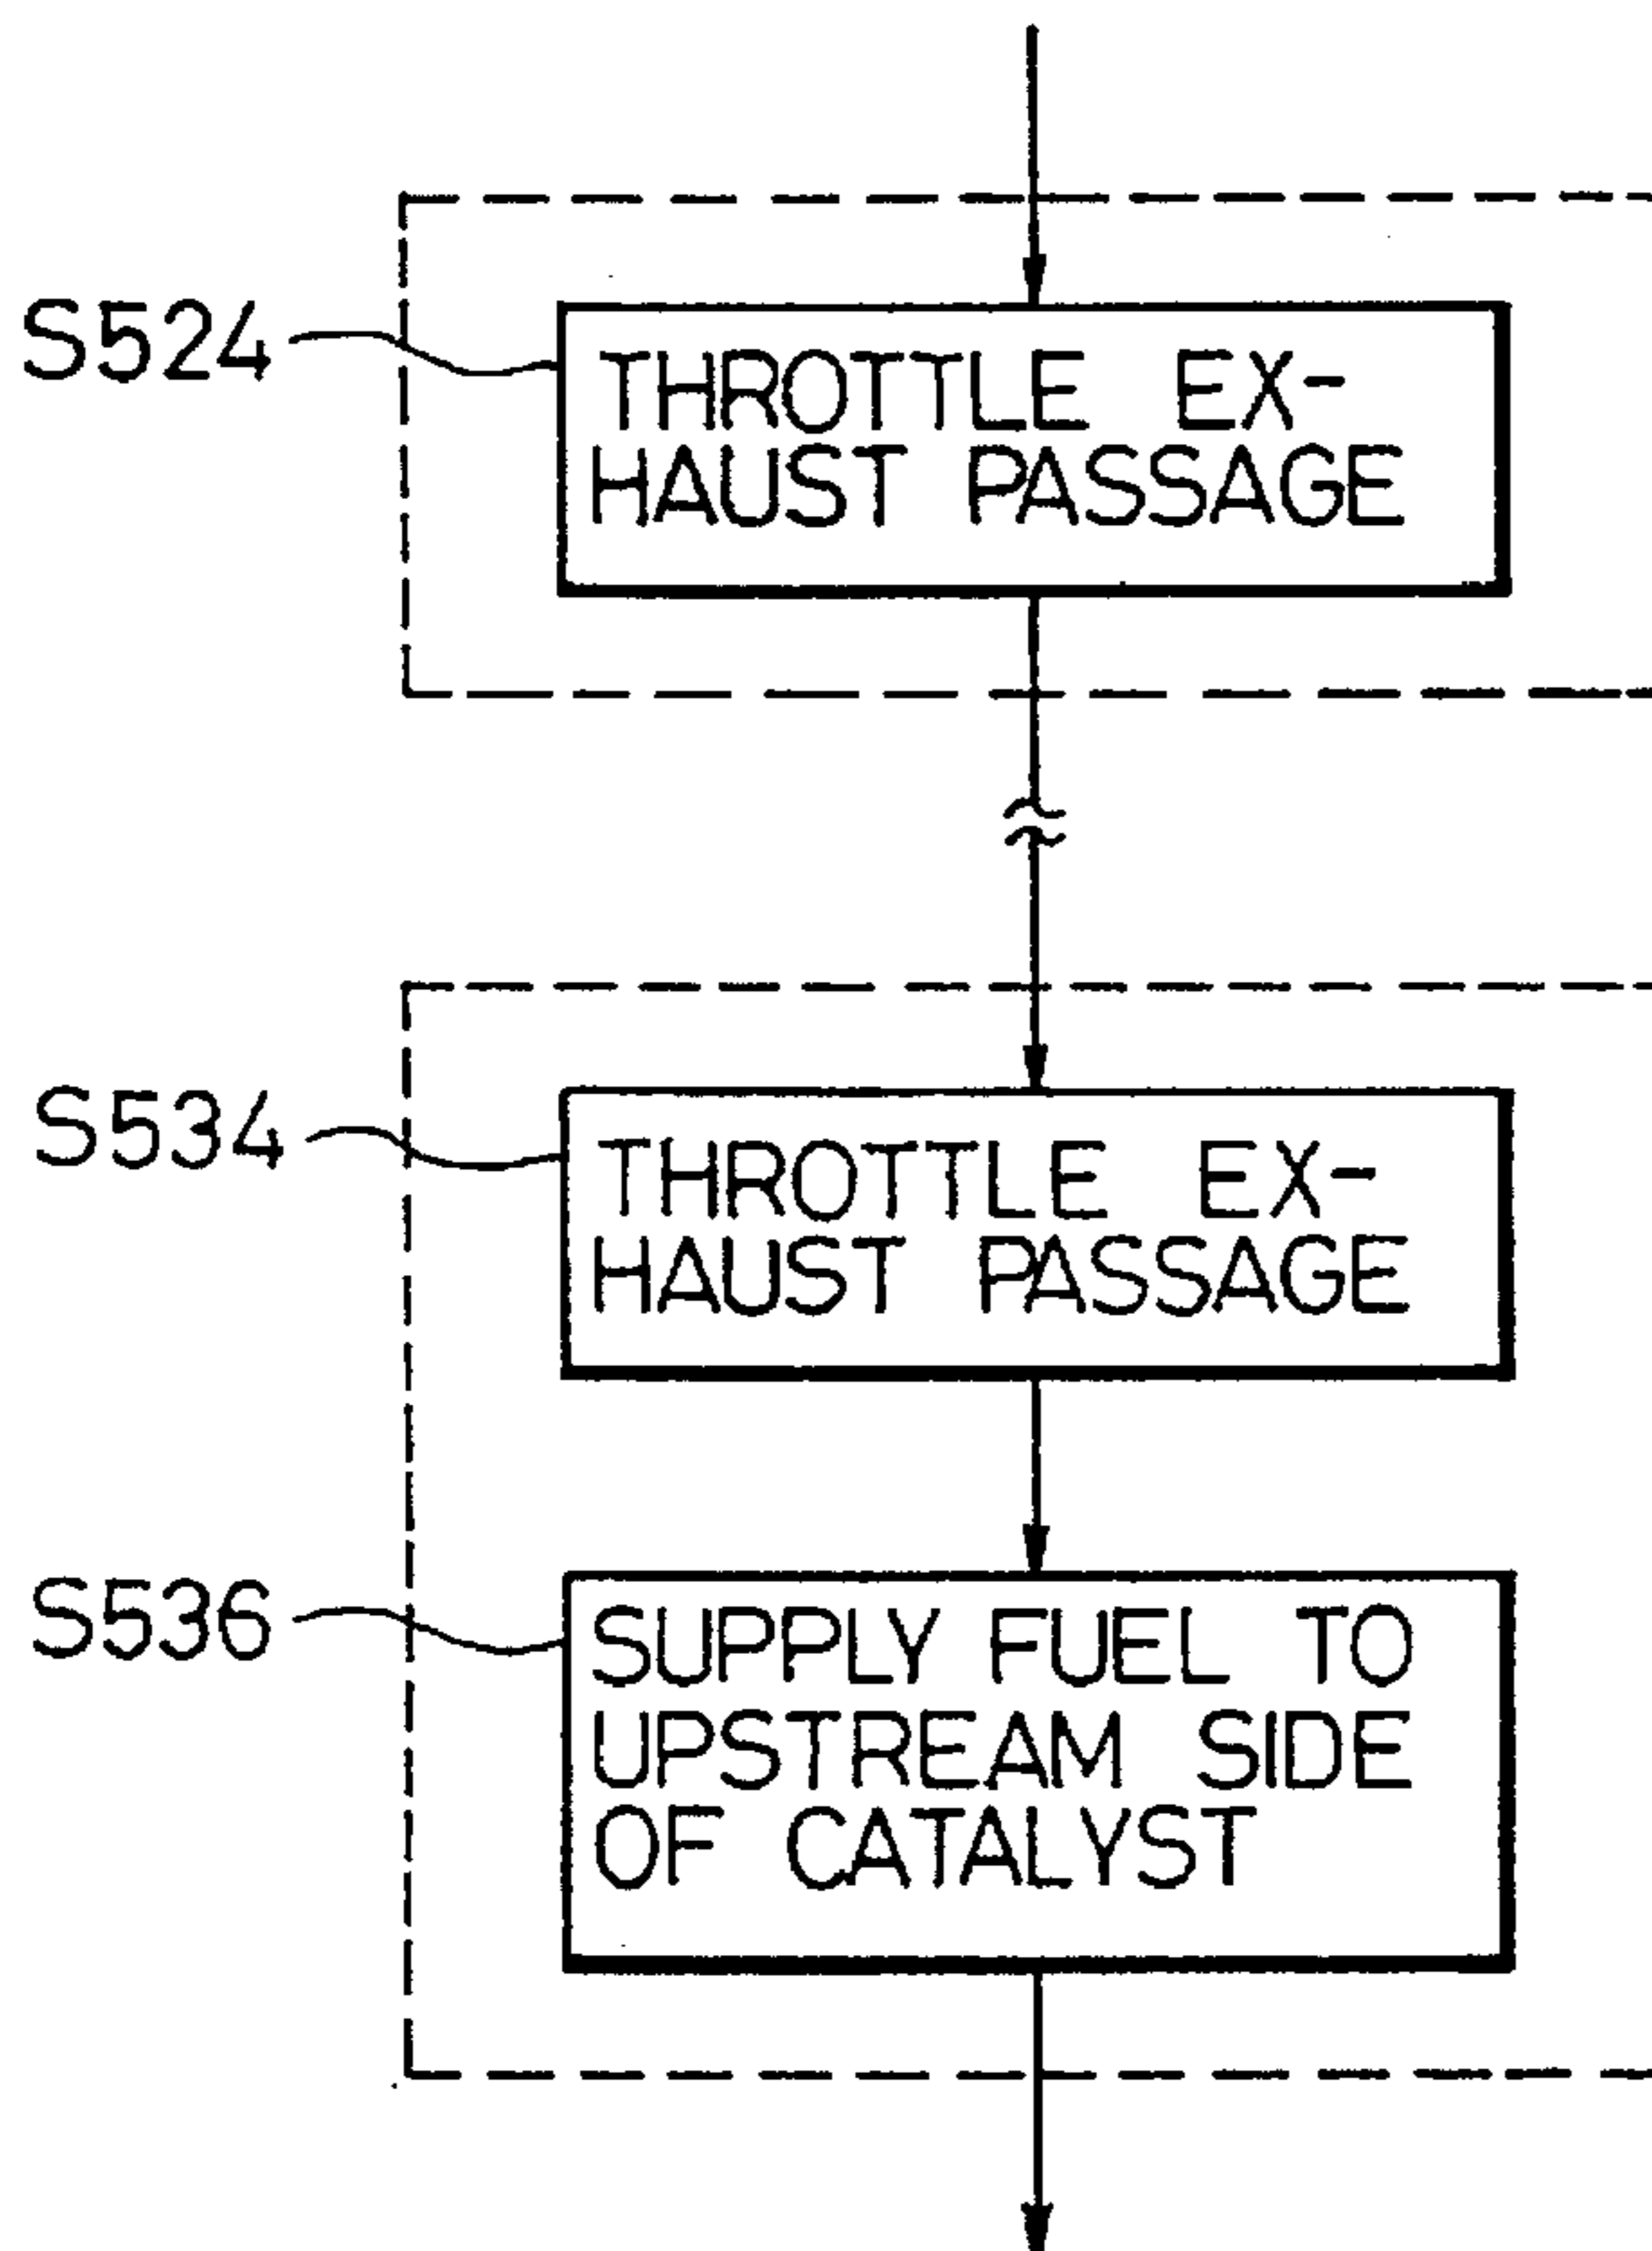 S524
THROTTLE EX-
HAUST PASSAGE
S534
THROTTLE EX-
HAUST PASSAGE
S536
SUPPLY FUEL TO
UPSTREAM SIDE
OF CATALYST